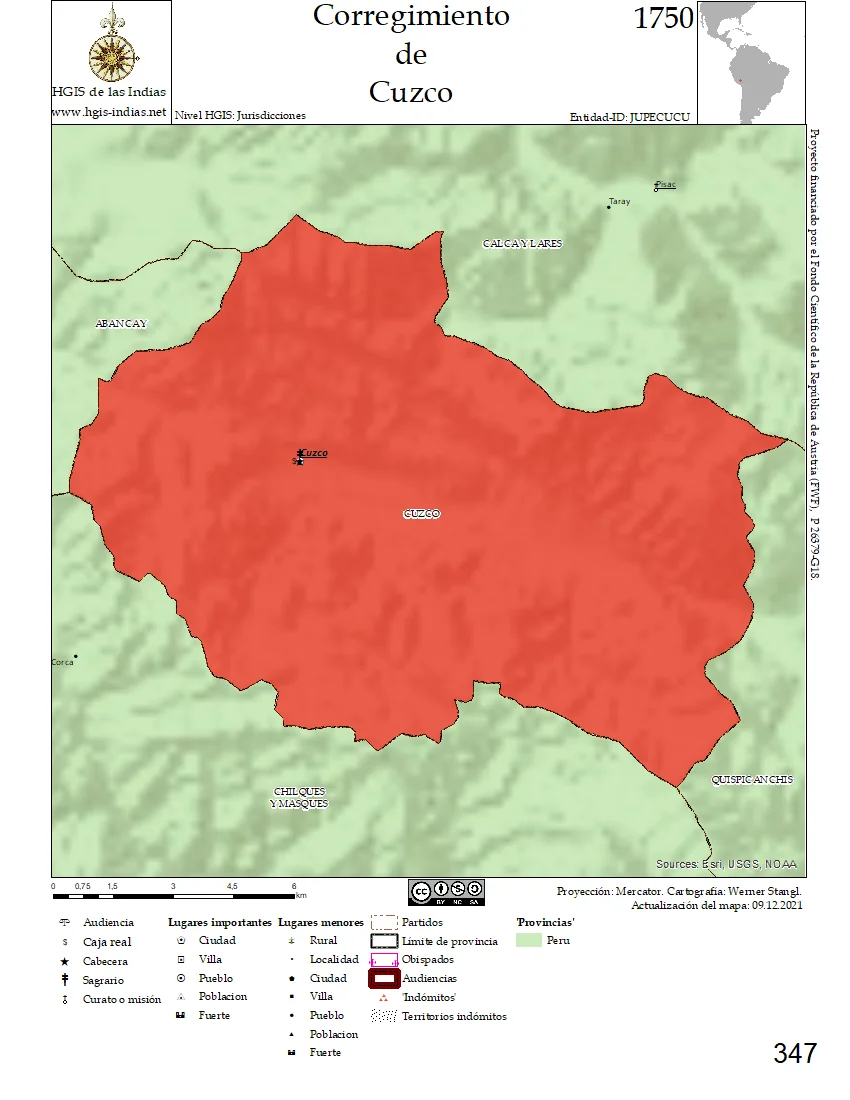 Corregimiento
de
Cuzco
1750
HGIS de las Indias
www.hgis-indias.net
Nivel HGIS: Jurisdicciones
Entidad-ID: JUPECUCU
Pisac
Taray
CALCA Y LARES
ABANCAY
Cuzco
S
CUZCO
Corca
QUISPICANCHIS
CHILQUES
Y MASQUES
Sources: Esri, USGS, NOAA
Proyecto financiado por el Fondo Científico de la República de Austria (FWF), P 26379-G18.
0 0,75 1,5 3 4,5 6
km
CC BY NC SA
Proyección: Mercator. Cartografía: Werner Stangl.
Actualización del mapa: 09.12.2021
Audiencia
S Caja real
Cabecera
Sagrario
Curato o misión
Lugares importantes
Ciudad
Villa
Pueblo
Poblacion
Fuerte
Lugares menores
Rural
Localidad
Ciudad
Villa
Pueblo
Poblacion
Fuerte
Partidos
Límite de provincia
Obispados
Audiencias
'Indómitos'
Territorios indómitos
'Provincias'
Peru
347